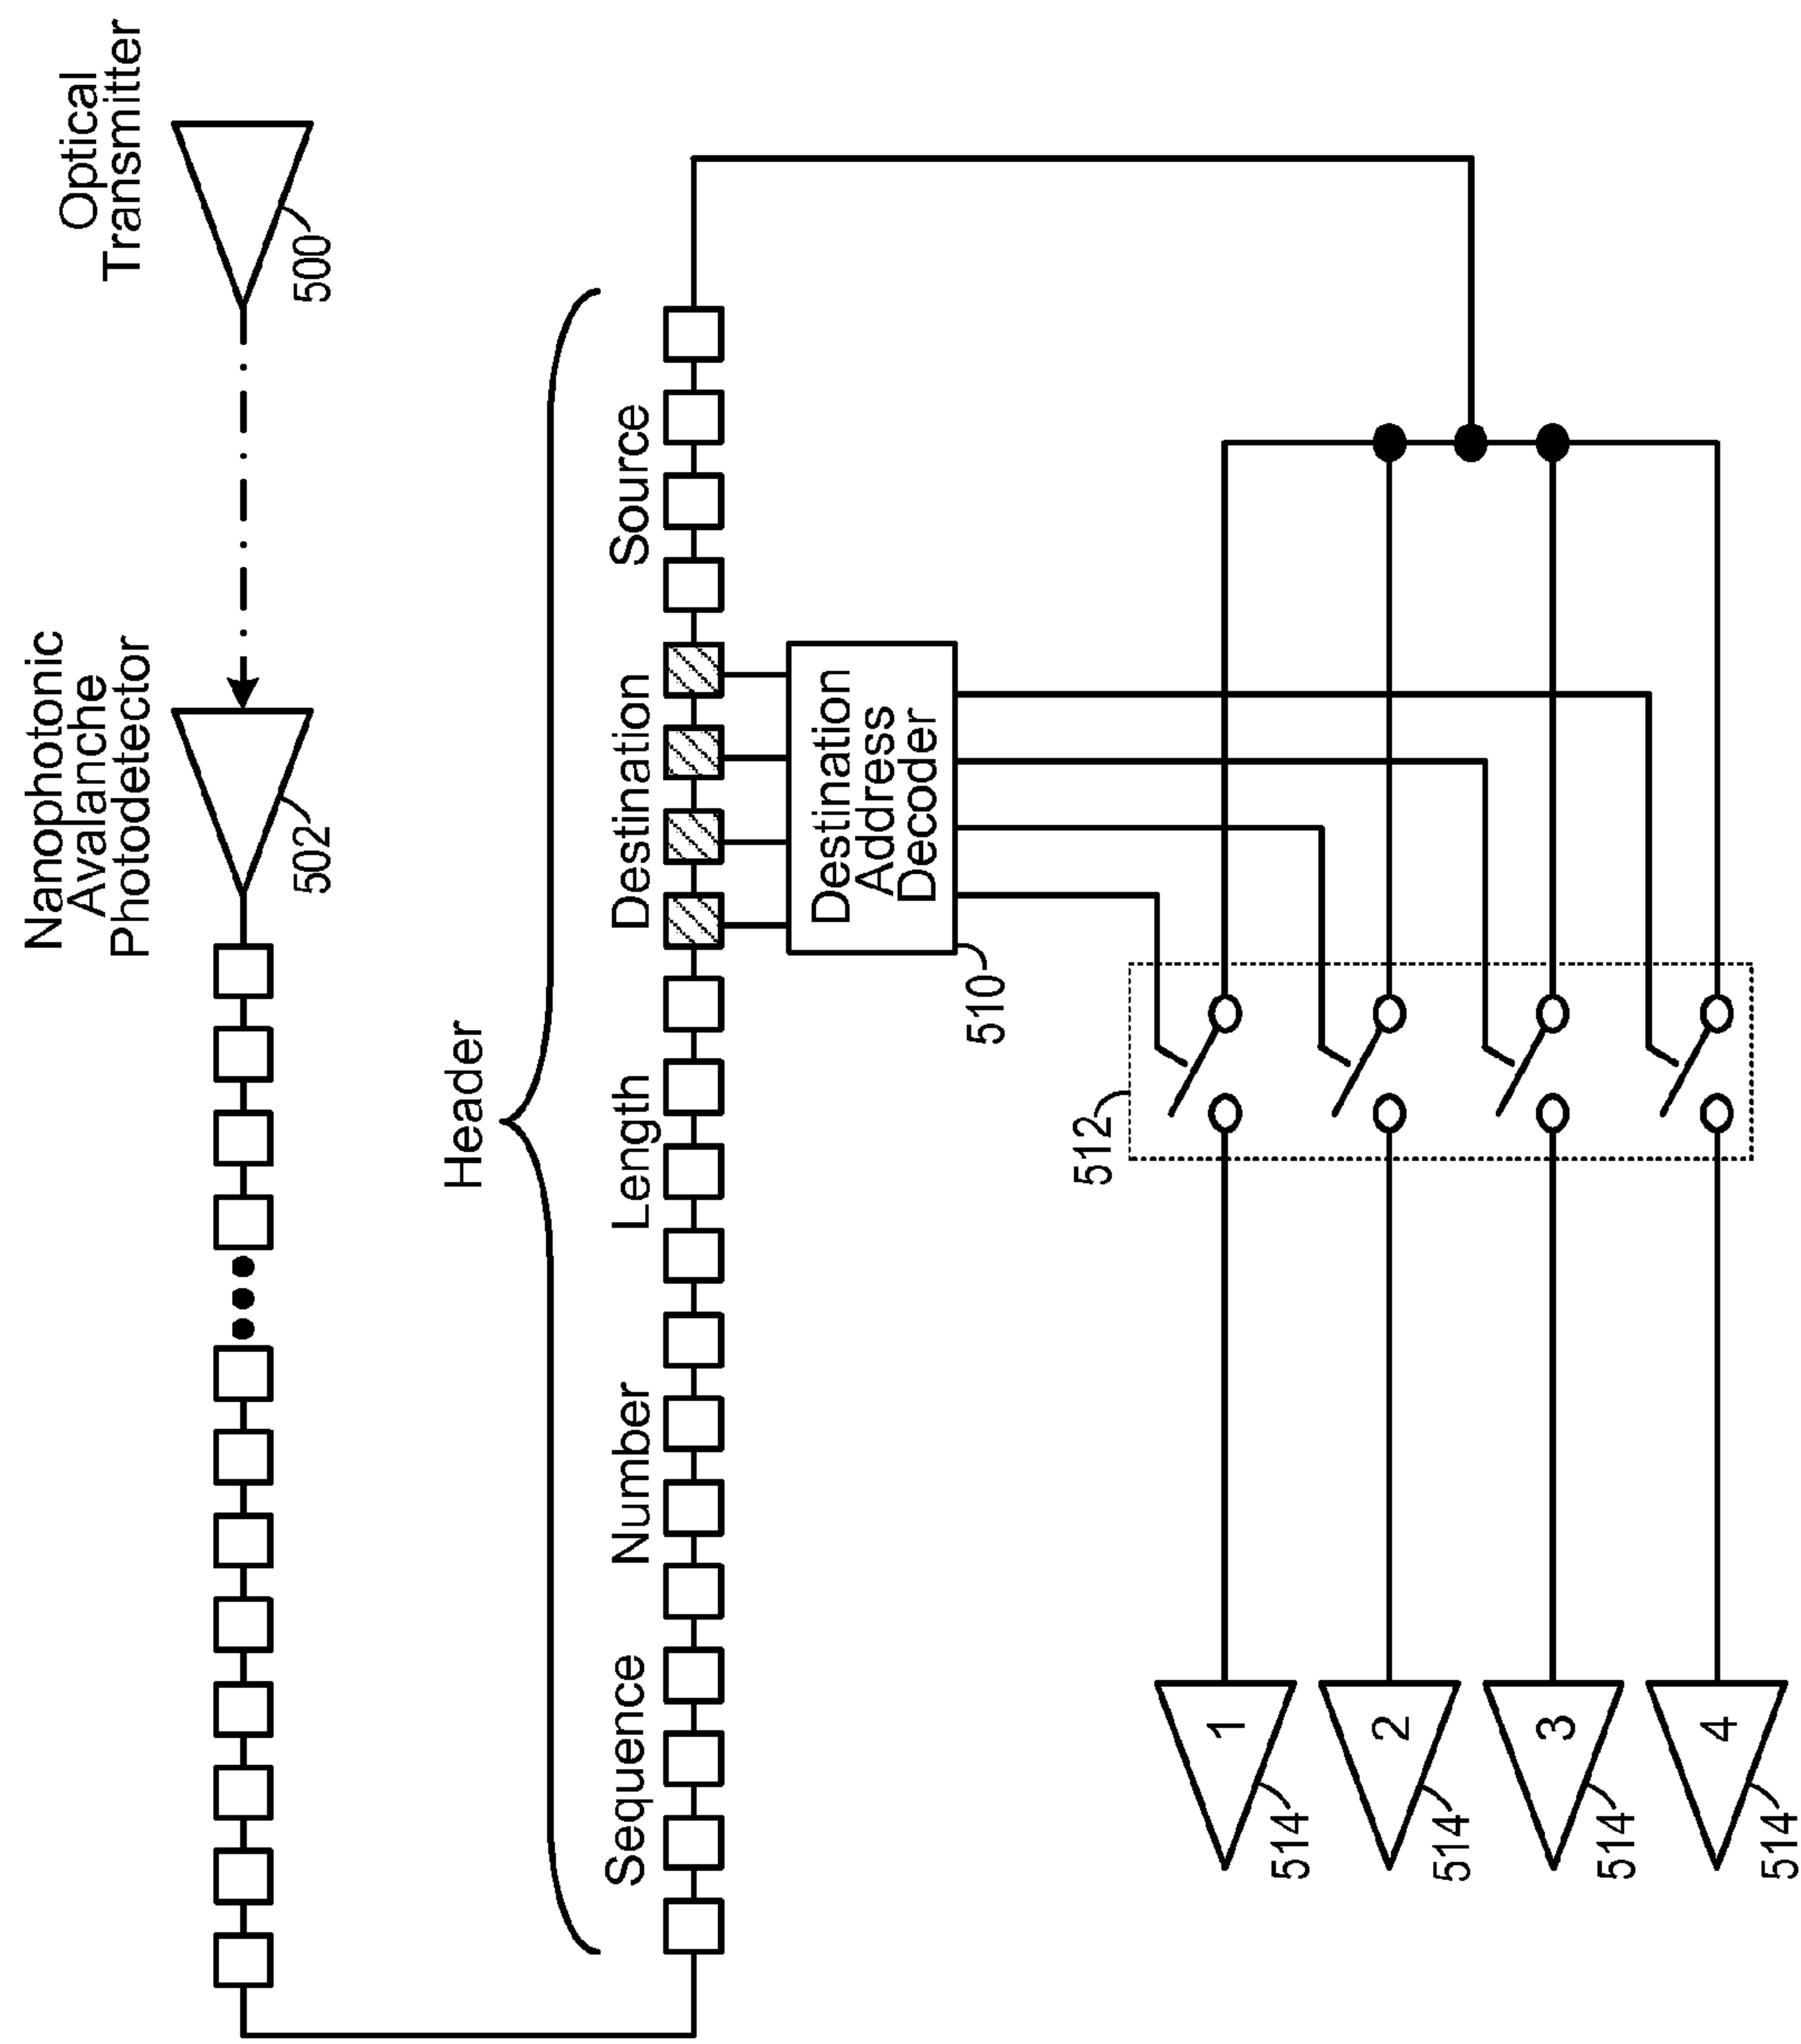 Optical
Transmitter
500
Nanophotonic
Avalanche
Photodetector
502
Header
Sequence Number Length Destination Source
Destination
Address
Decoder
510
512
1
514
2
514
3
514
4
514